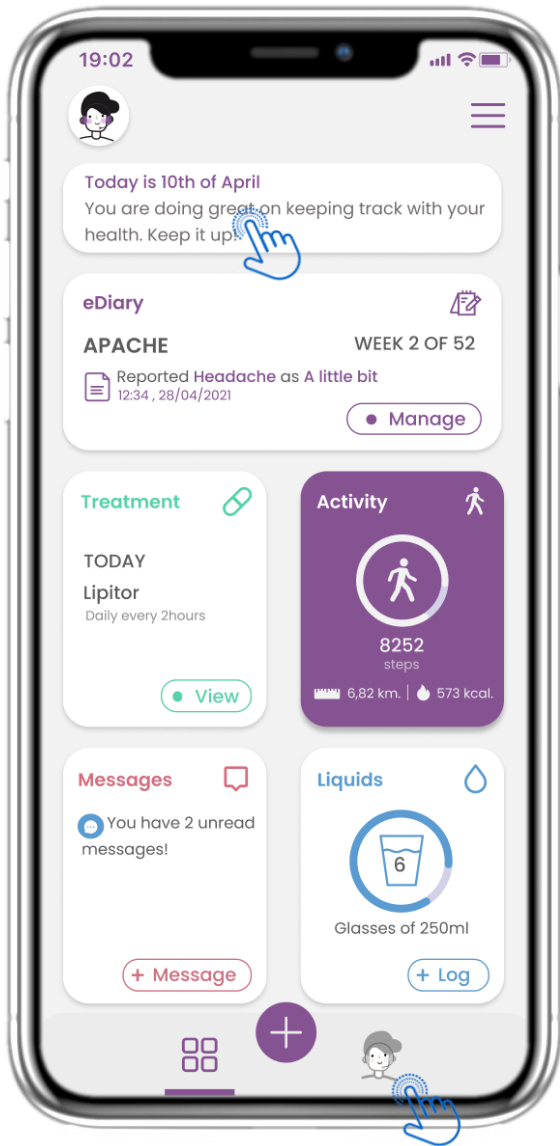 19:02
Today is 10th of April
You are doing great on keeping track with your
health. Keep it up!
eDiary
APACHE
WEEK 2 OF 52
Reported Headache as A little bit
12:34 , 28/04/2021
Manage
Treatment
TODAY
Lipitor
Daily every 2hours
View
Activity
8252
steps
6,82 km. | 573 kcal.
Messages
You have 2 unread
messages!
+ Message
Liquids
6
Glasses of 250ml
+ Log